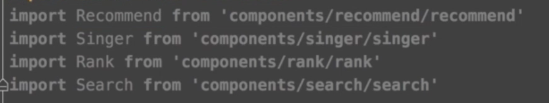 import Recommend from 'components/recommend/recommend'
import Singer from 'components/singer/singer'
import Rank from 'components/rank/rank'
import Search from 'components/search/search'